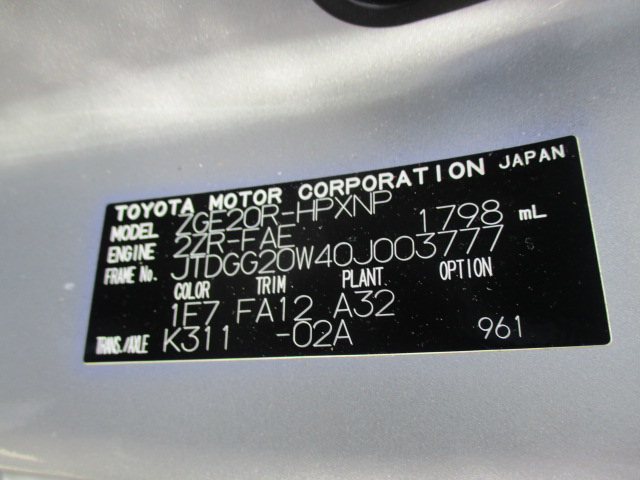 TOYOTA MOTOR CORPORATION JAPAN
MODEL ZGE20R-HPXNP
ENGINE 2ZR-FAE 1798 mL
FRAME No. JTDGG20W40J003777 S
COLOR TRIM PLANT OPTION
1E7 FA12 A32
TRANS./AXLE K311 -02A 961